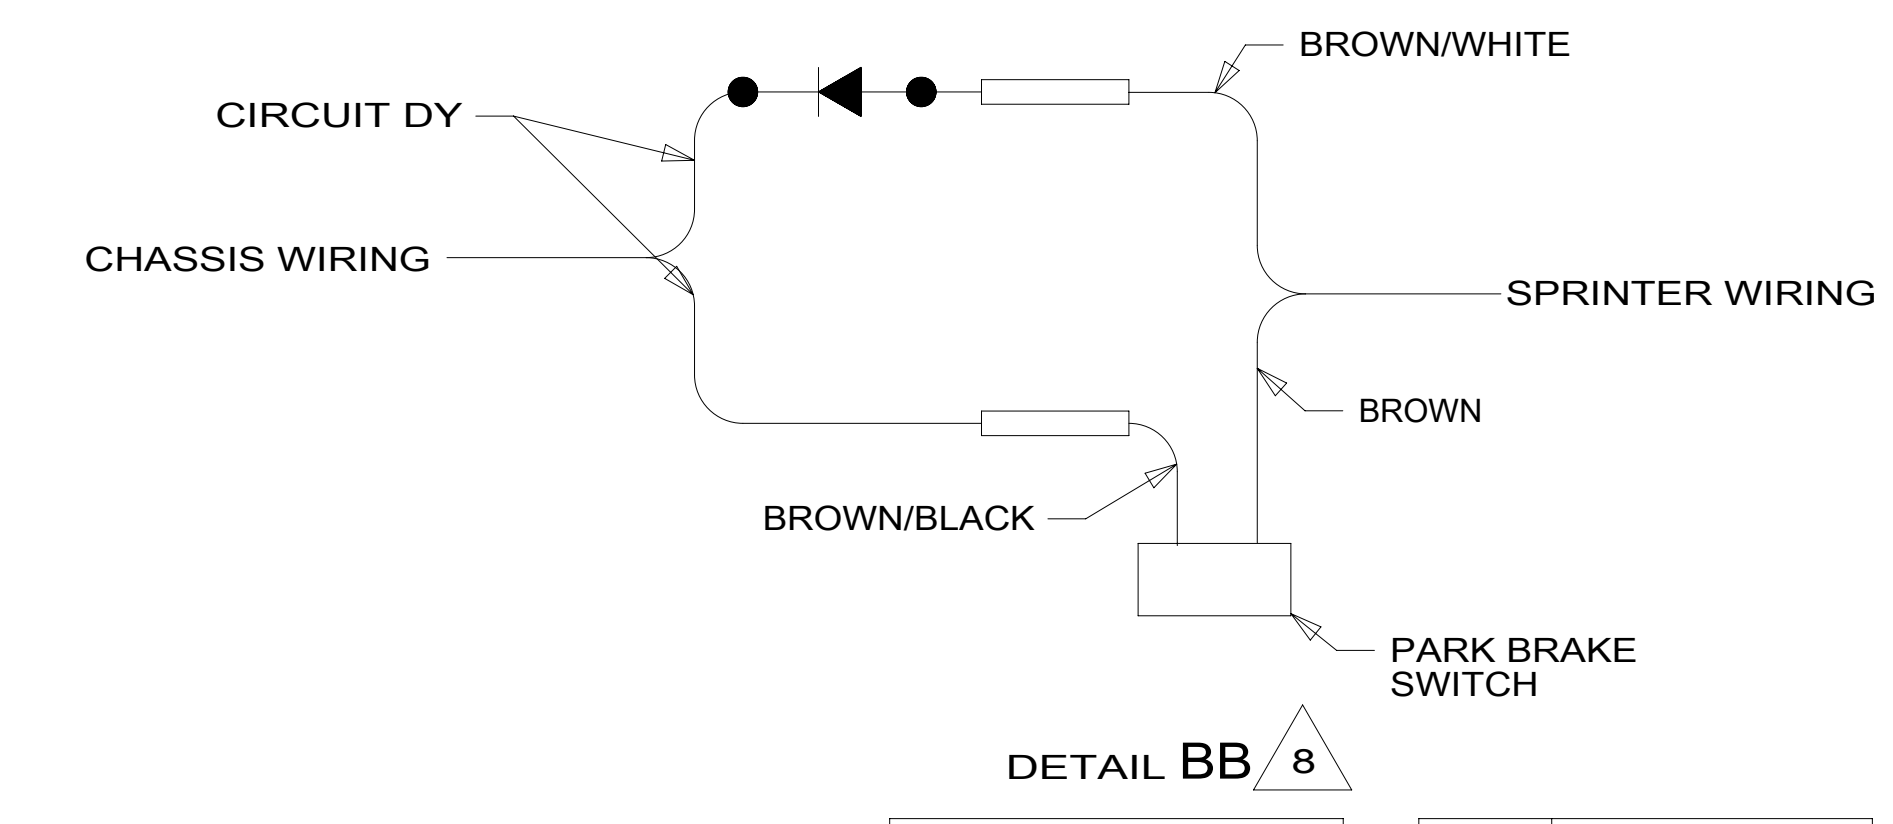 BROWN/WHITE
CIRCUIT DY
CHASSIS WIRING
SPRINTER WIRING
BROWN
BROWN/BLACK
PARK BRAKE
SWITCH
DETAIL BB 8